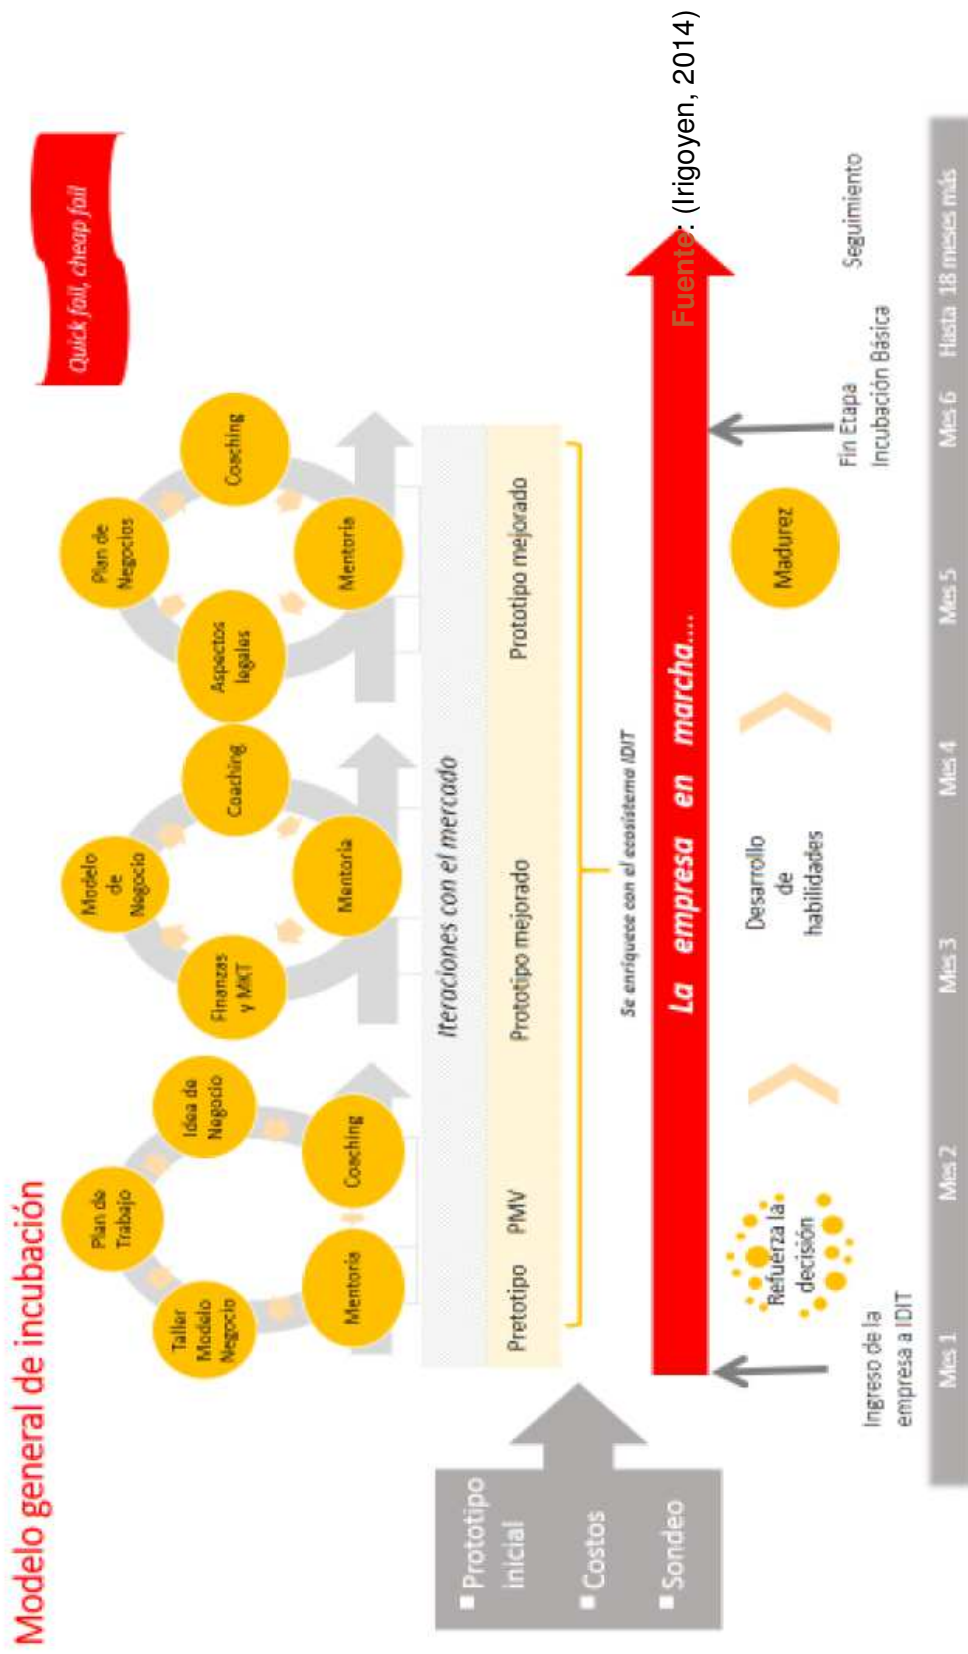 Modelo general de incubación
Quick fail, cheap fail
Taller
Modelo
Negocio
Plan de
Trabajo
Idea de
Negocio
Coaching
Mentoría
Finanzas
y MKT
Modelo
de
Negocio
Coaching
Mentoría
Aspectos
legales
Plan de
Negocios
Coaching
Mentoría
Prototipo
inicial
Costos
Sondeo
Iteraciones con el mercado
Pretotipo
PMV
Prototipo mejorado
Prototipo mejorado
Se enriquece con el ecosistema IDIT
La empresa en marcha....
Fuente: (Irigoyen, 2014)
Refuerza la
decisión
Desarrollo
de
habilidades
Madurez
Ingreso de la
empresa a IDIT
Fin Etapa
Incubación Básica
Seguimiento
Mes 1
Mes 2
Mes 3
Mes 4
Mes 5
Mes 6
Hasta 18 meses más